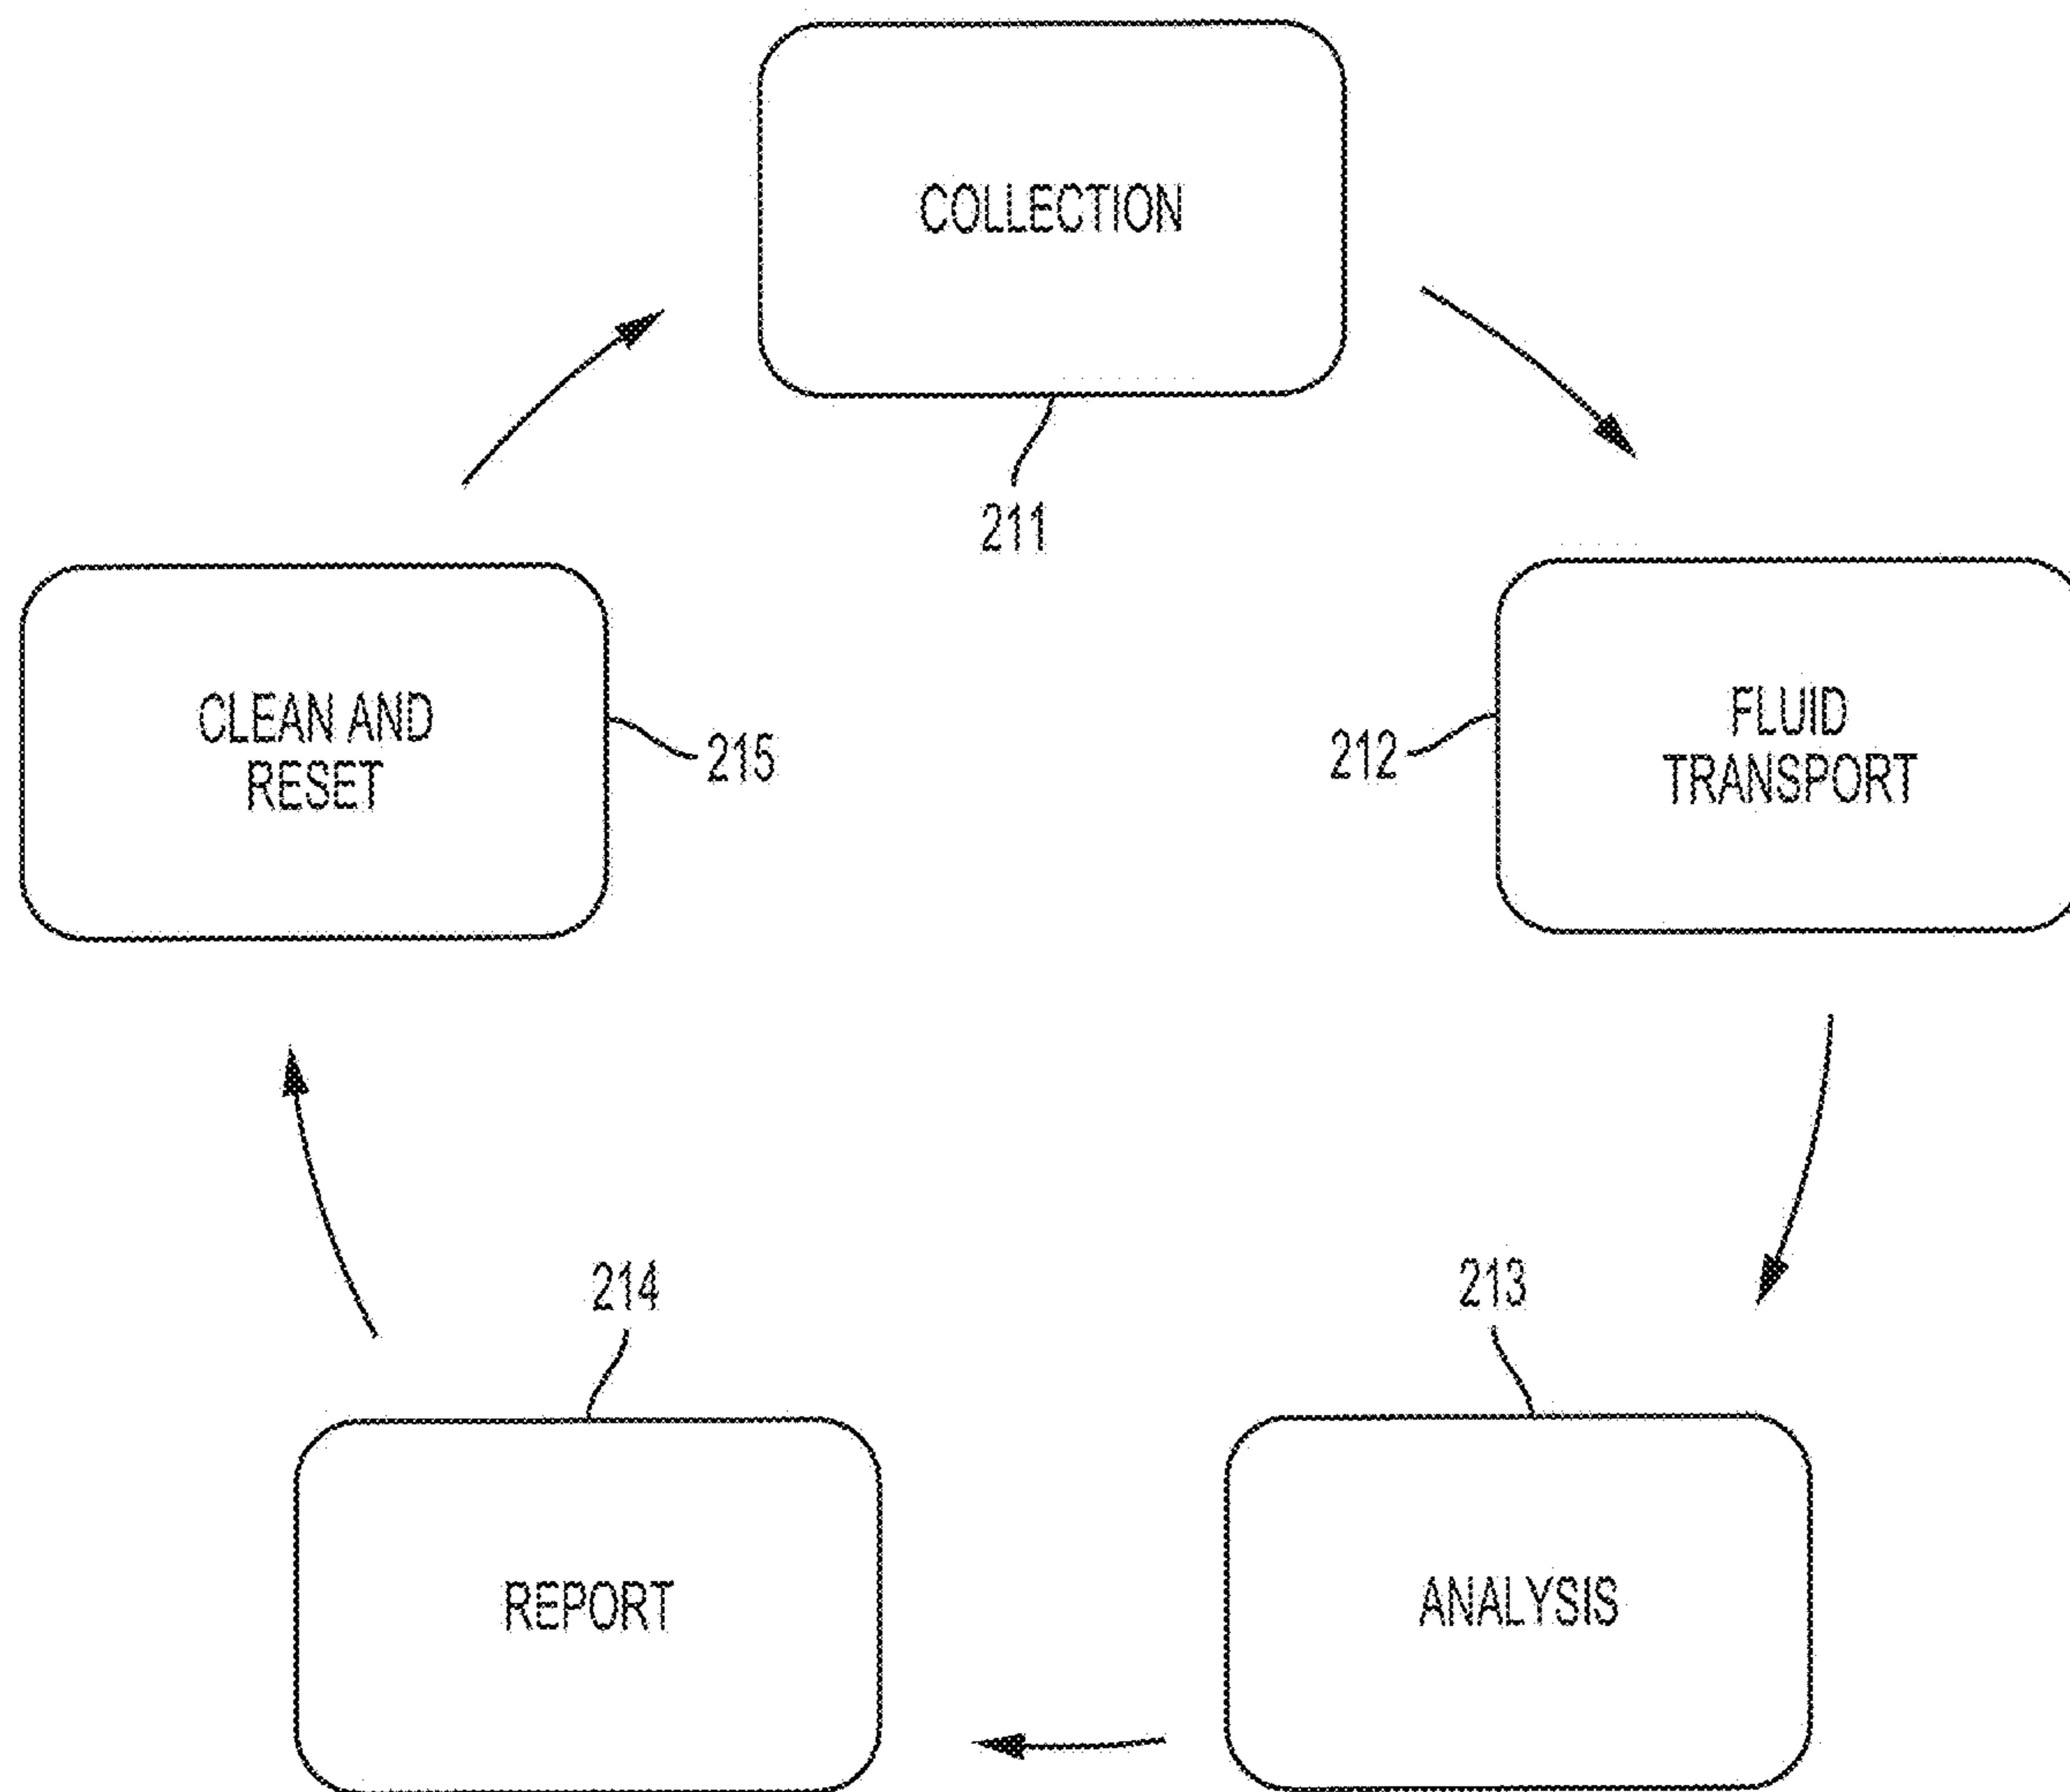 COLLECTION
211
CLEAN AND
RESET
215
212
FLUID
TRANSPORT
214
213
REPORT
ANALYSIS